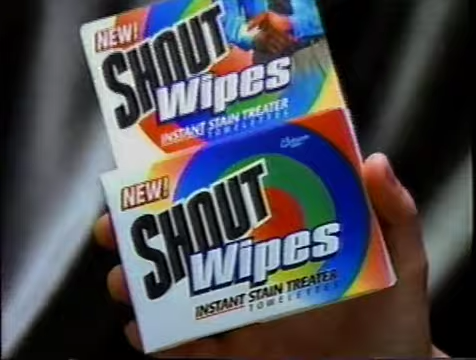 NEW!
SHOUT
Wipes
INSTANT STAIN TREATER
TOWELETTES
NEW!
SHOUT
Wipes
INSTANT STAIN TREATER
TOWELETTES